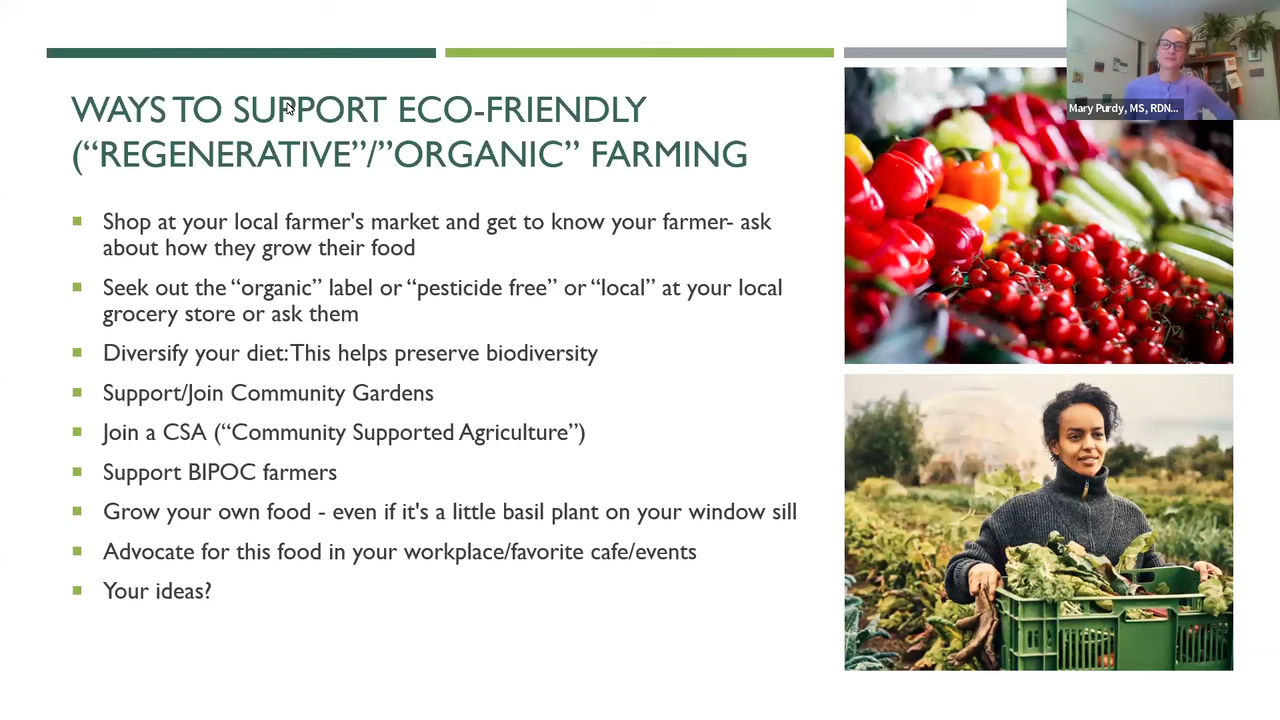 WAYS TO SUPPORT ECO-FRIENDLY
(“REGENERATIVE”/”ORGANIC” FARMING
Shop at your local farmer's market and get to know your farmer- ask
about how they grow their food
Seek out the “organic” label or “pesticide free” or “local” at your local
grocery store or ask them
Diversify your diet: This helps preserve biodiversity
Support/Join Community Gardens
Join a CSA (“Community Supported Agriculture”)
Support BIPOC farmers
Grow your own food - even if it's a little basil plant on your window sill
Advocate for this food in your workplace/favorite cafe/events
Your ideas?
Mary Purdy, MS, RDN...